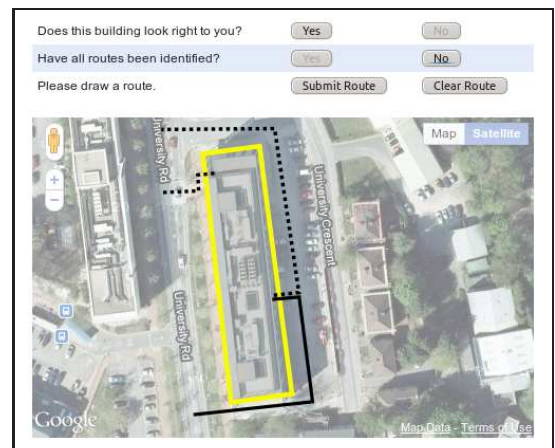 Does this building look right to you? Yes No
Have all routes been identified? Yes No
Please draw a route. Submit Route Clear Route
Map Satellite
University Rd
University Crescent
University Rd
Google
Map Data - Terms of Use